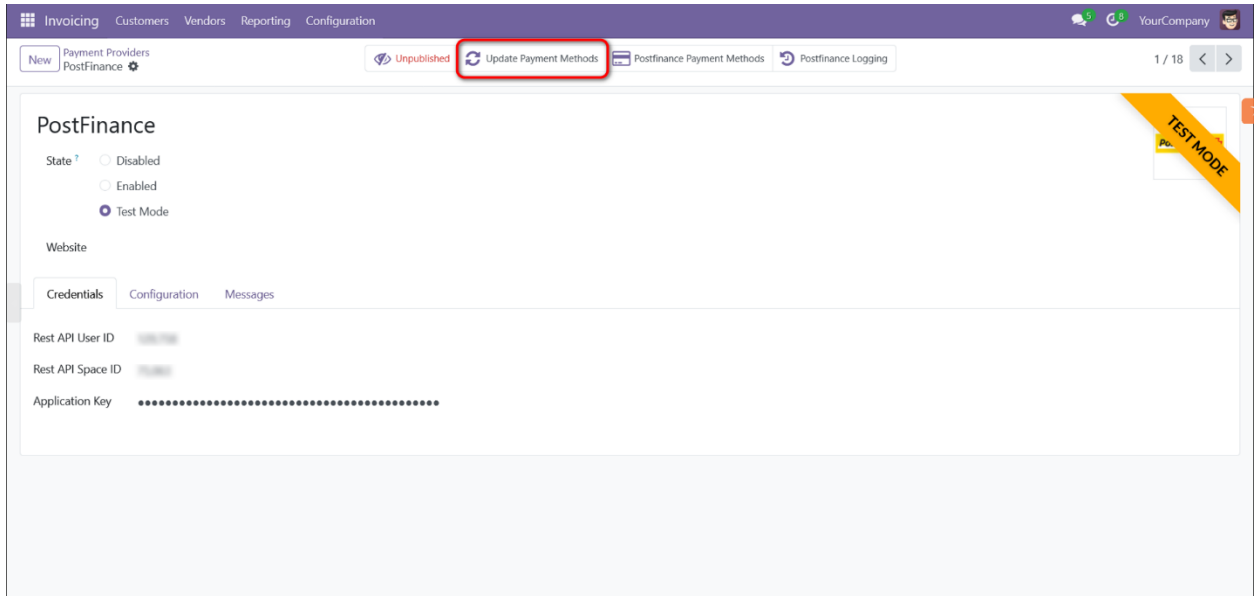 Invoicing Customers Vendors Reporting Configuration 5 8 YourCompany
New Payment Providers
PostFinance
Unpublished Update Payment Methods Postfinance Payment Methods Postfinance Logging 1 / 18
PostFinance
TEST MODE
State ? Disabled
Enabled
Test Mode
Website
Credentials Configuration Messages
Rest API User ID
Rest API Space ID
Application Key